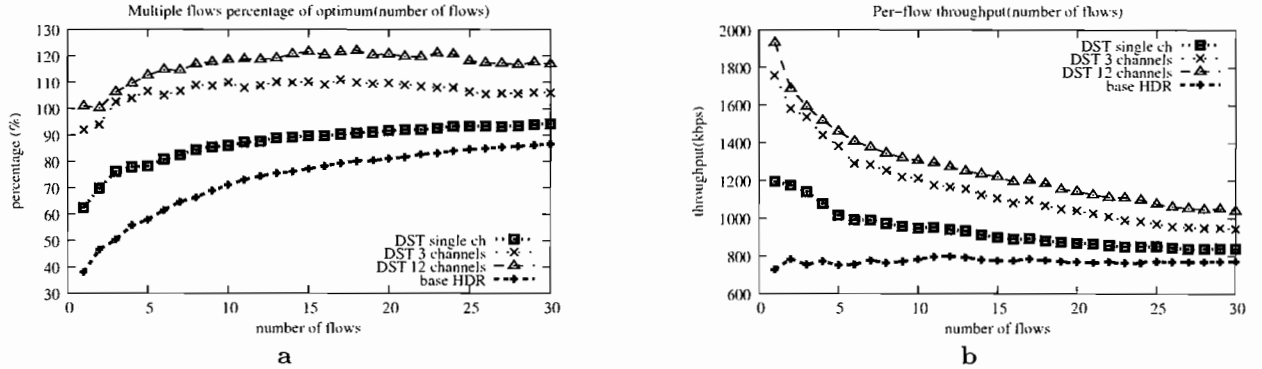 Multiple flows percentage of optimum(number of flows)
130
120
110
100
90
80
70
60
50
40
30
percentage (%)
DST single ch
DST 3 channels
DST 12 channels
base HDR
0 5 10 15 20 25 30
number of flows
a
Per-flow throughput(number of flows)
2000
1800
1600
1400
1200
1000
800
600
throughput(kbps)
DST single ch
DST 3 channels
DST 12 channels
base HDR
0 5 10 15 20 25 30
number of flows
b